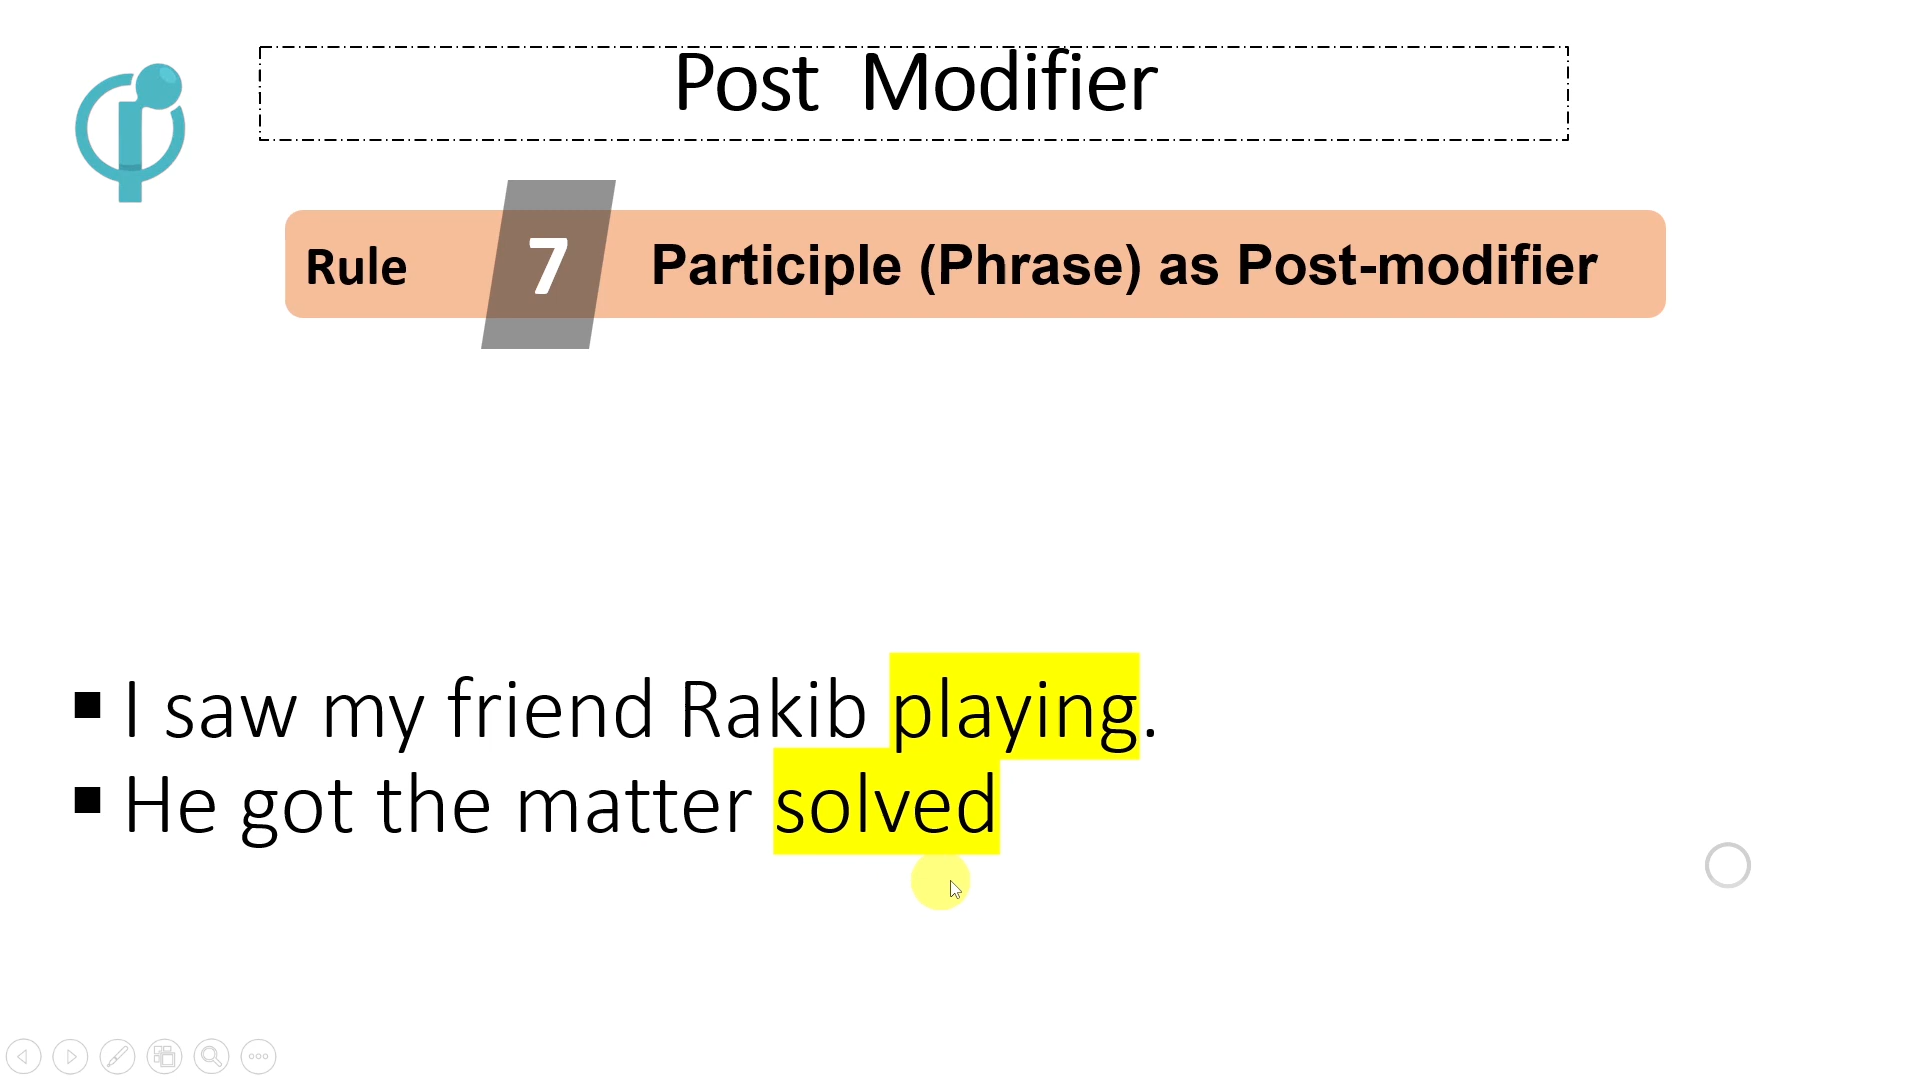 Post Modifier
Rule 7 Participle (Phrase) as Post-modifier
▪ I saw my friend Rakib playing.
▪ He got the matter solved